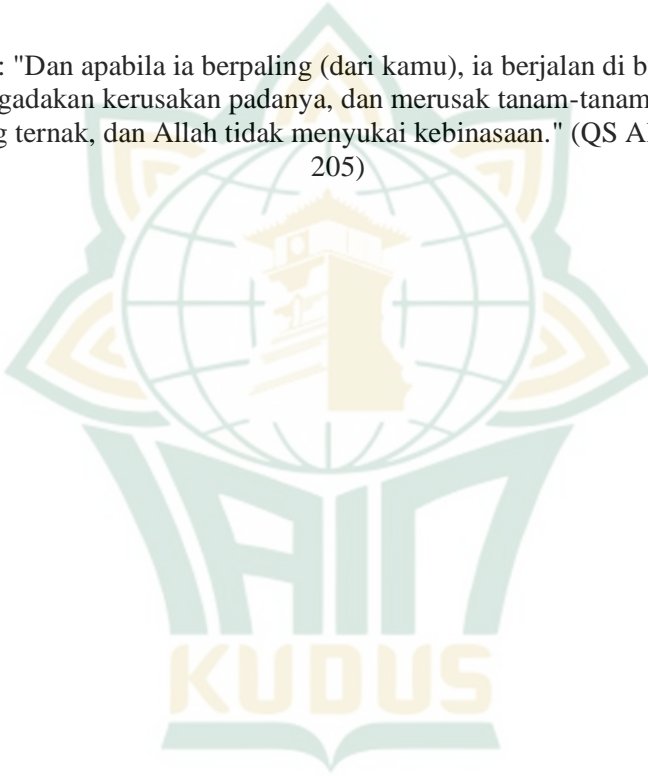 : "Dan apabila ia berpaling (dari kamu), ia berjalan di b
gadakan kerusakan padanya, dan merusak tanam-tanam
ternak, dan Allah tidak menyukai kebinasaan." (QS Al
205)
IAIN
KUDUS